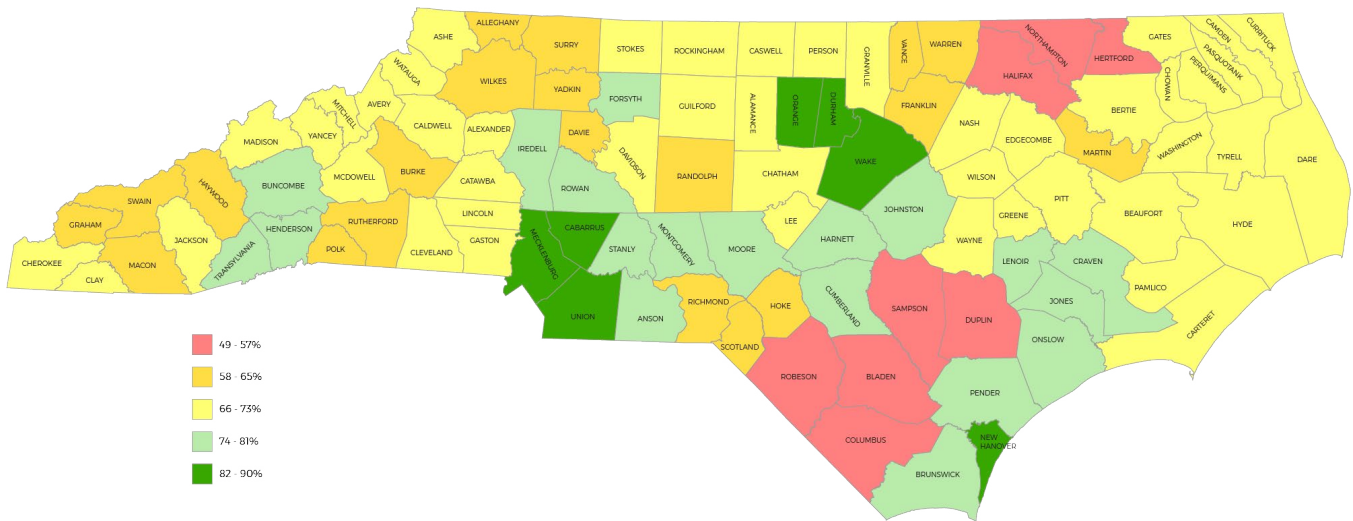 ALLEGHANY
ASHE
SURRY
STOKES
ROCKINGHAM
CASWELL
PERSON
GRANVILLE
VANCE
WARREN
NORTHAMPTON
HALIFAX
HERTFORD
GATES
CAMDEN
CURRITUCK
PASQUOTANK
PERQUIMANS
CHOWAN
WATAUGA
WILKES
YADKIN
FORSYTH
GUILFORD
ALAMANCE
ORANGE
DURHAM
FRANKLIN
NASH
EDGECOMBE
BERTIE
MARTIN
WASHINGTON
TYRELL
DARE
MITCHELL
AVERY
YANCEY
CALDWELL
ALEXANDER
IREDELL
DAVIE
DAVIDSON
RANDOLPH
CHATHAM
WAKE
MADISON
BUNCOMBE
MCDOWELL
BURKE
CATAWBA
ROWAN
WILSON
PITT
GREENE
BEAUFORT
HYDE
HAYWOOD
SWAIN
GRAHAM
JACKSON
MACON
CHEROKEE
CLAY
TRANSYLVANIA
HENDERSON
RUTHERFORD
POLK
CLEVELAND
LINCOLN
GASTON
MECKLENBURG
CABARRUS
STANLY
MONTGOMERY
MOORE
LEE
HARNETT
JOHNSTON
WAYNE
LENOIR
CRAVEN
PAMLICO
JONES
CARTERET
ONSLOW
UNION
ANSON
RICHMOND
SCOTLAND
HOKE
CUMBERLAND
SAMPSON
DUPLIN
ROBESON
BLADEN
PENDER
COLUMBUS
NEW
HANOVER
BRUNSWICK
49 - 57%
58 - 65%
66 - 73%
74 - 81%
82 - 90%